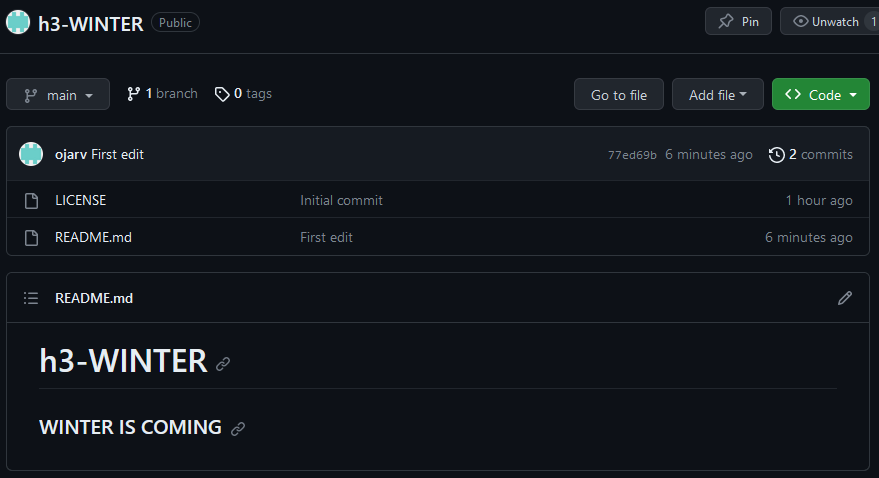 h3-WINTER Public Pin Unwatch 1
main 1 branch 0 tags Go to file Add file Code
ojarv First edit 77ed69b 6 minutes ago 2 commits
LICENSE Initial commit 1 hour ago
README.md First edit 6 minutes ago
README.md
h3-WINTER
WINTER IS COMING